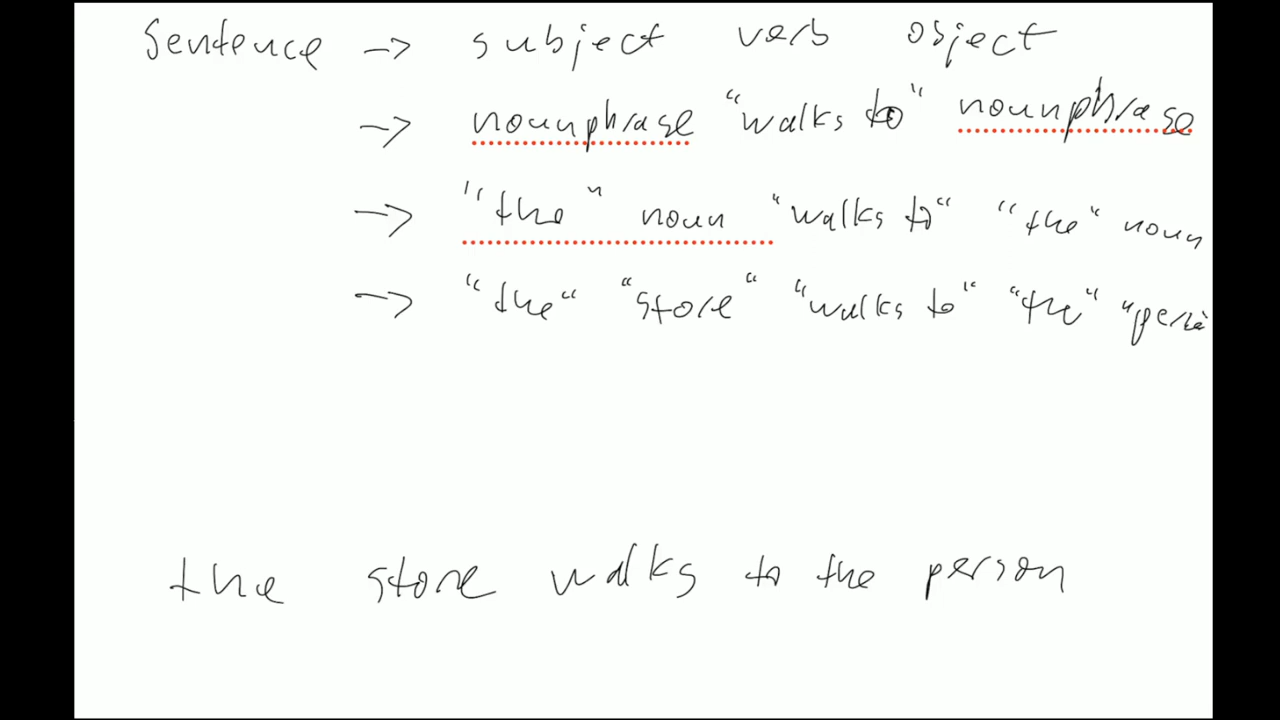 Sentence -> subject verb object
-> nounphrase "walks to" nounphrase
-> "the" noun "walks to" "the" noun
-> "the" "store" "walks to" "the"
the store walks to the person